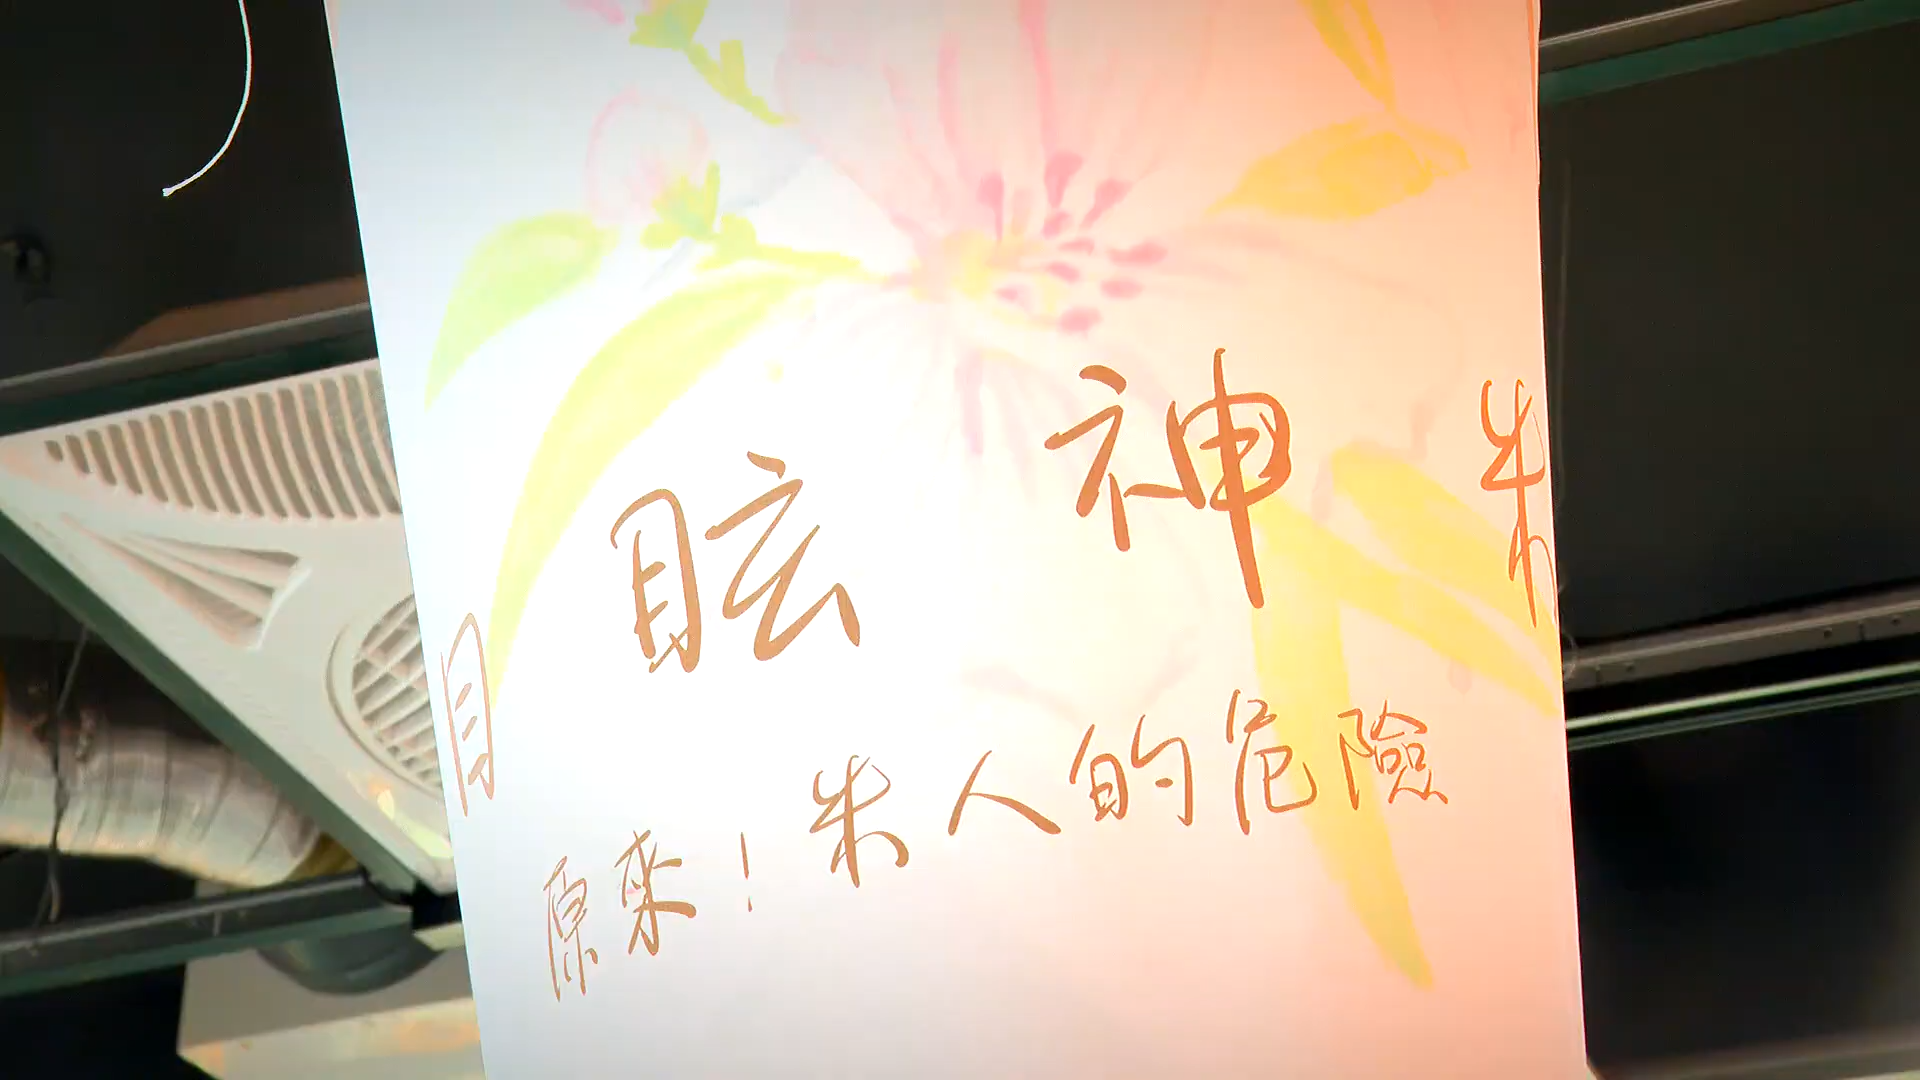 目 眩 神 米
原來！米人的危險